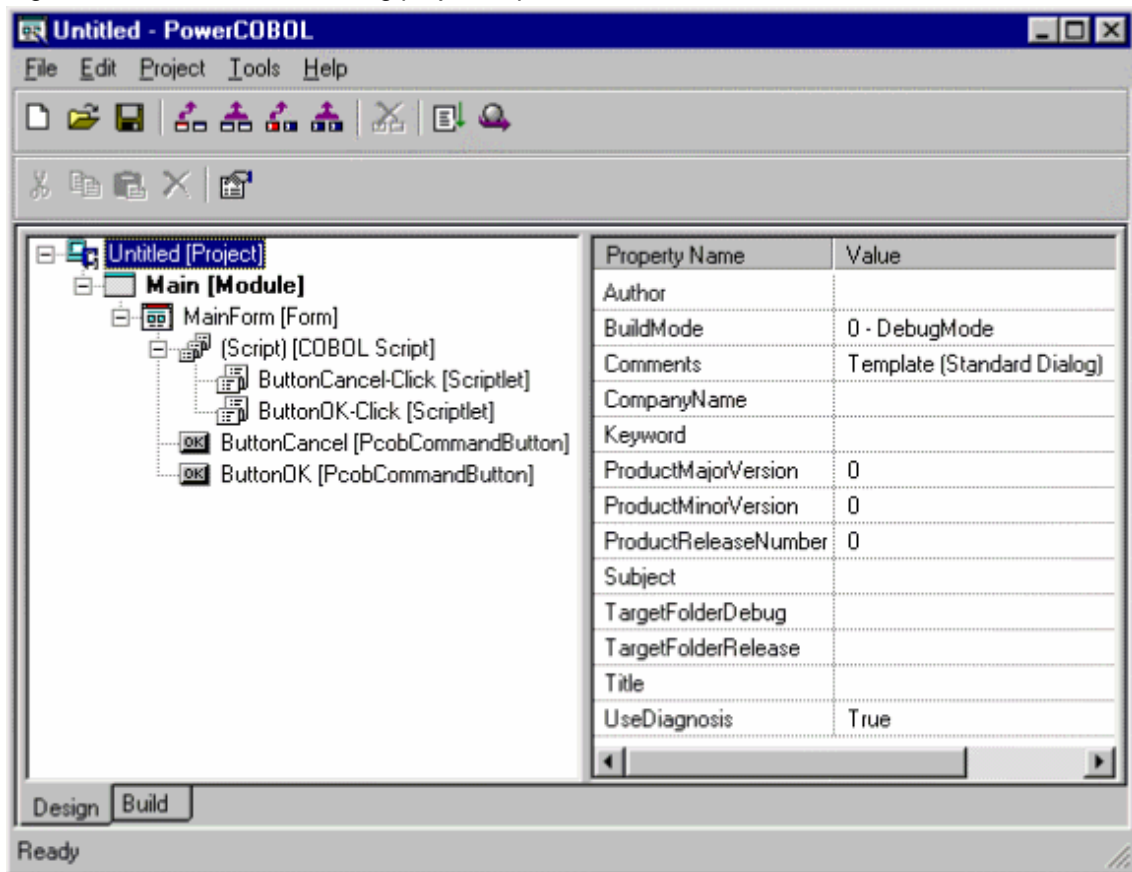 Untitled - PowerCOBOL
File Edit Project Tools Help
Untitled [Project]
Main [Module]
MainForm [Form]
(Script) [COBOL Script]
ButtonCancel-Click [Scriptlet]
ButtonOK-Click [Scriptlet]
OK ButtonCancel [PcobCommandButton]
OK ButtonOK [PcobCommandButton]
Property Name Value
Author
BuildMode 0 - DebugMode
Comments Template (Standard Dialog)
CompanyName
Keyword
ProductMajorVersion 0
ProductMinorVersion 0
ProductReleaseNumber 0
Subject
TargetFolderDebug
TargetFolderRelease
Title
UseDiagnosis True
Design Build
Ready